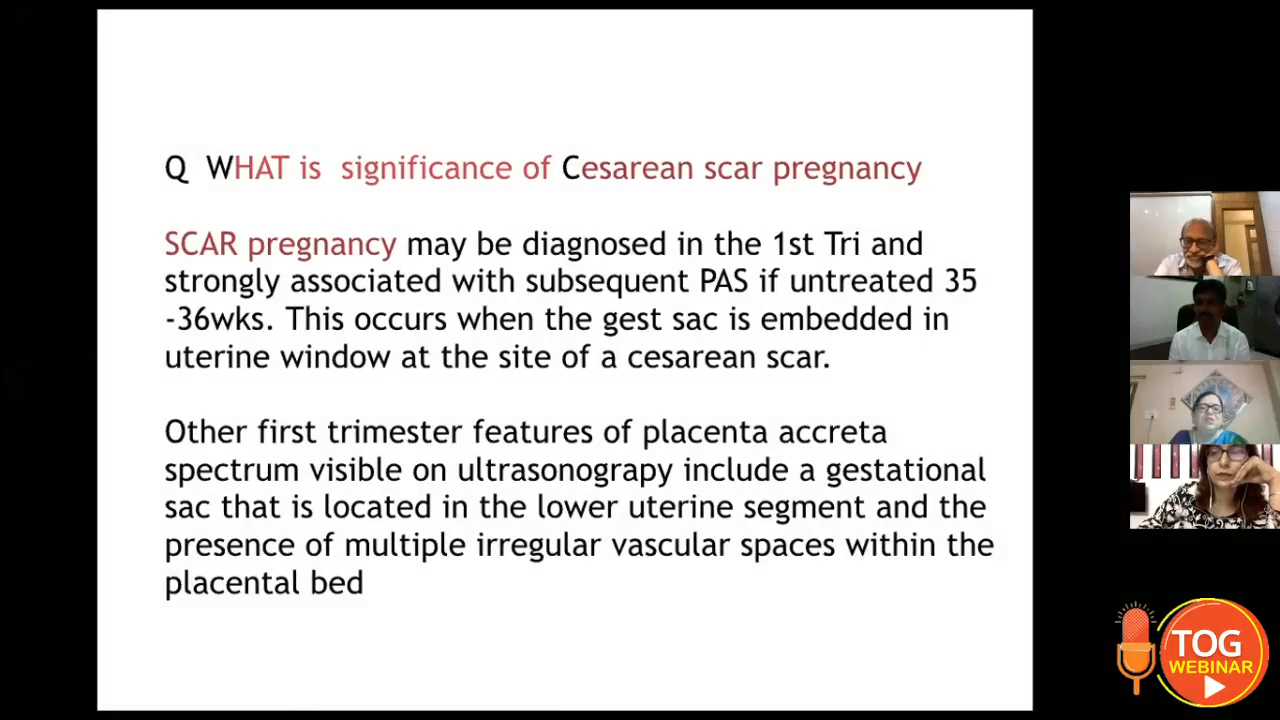 Q WHAT is significance of Cesarean scar pregnancy
SCAR pregnancy may be diagnosed in the 1st Tri and
strongly associated with subsequent PAS if untreated 35
-36wks. This occurs when the gest sac is embedded in
uterine window at the site of a cesarean scar.
Other first trimester features of placenta accreta
spectrum visible on ultrasonograpy include a gestational
sac that is located in the lower uterine segment and the
presence of multiple irregular vascular spaces within the
placental bed
TOG
WEBINAR